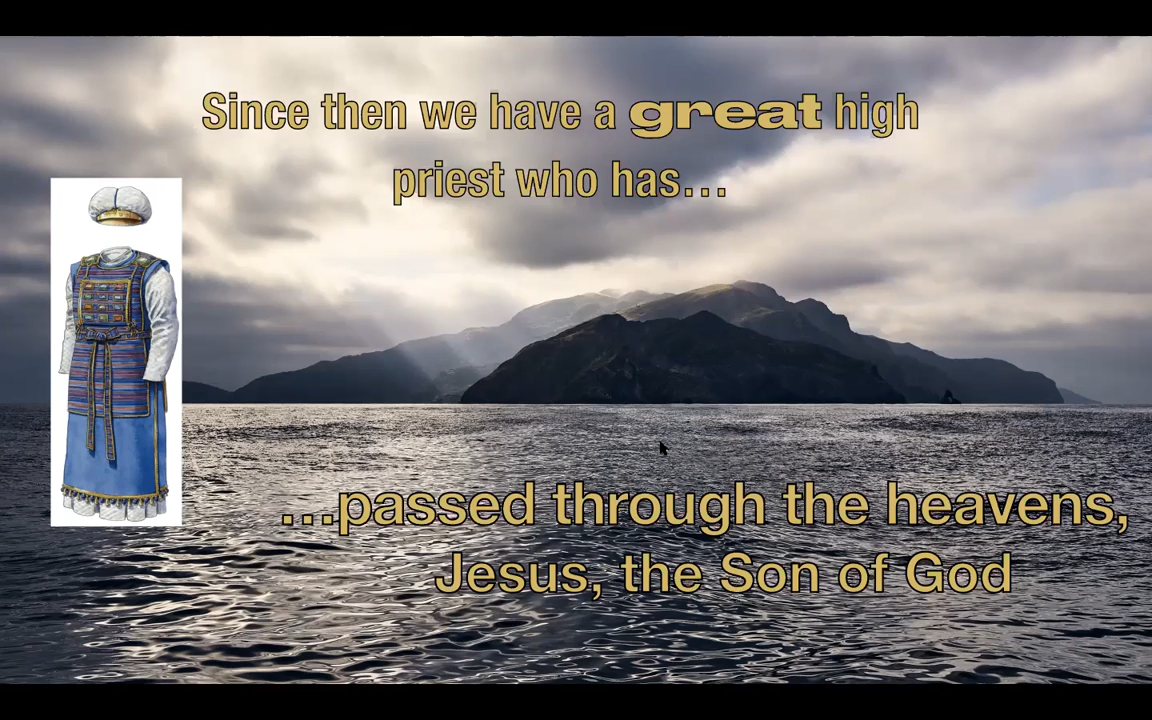 Since then we have a great high
priest who has…
…passed through the heavens,
Jesus, the Son of God